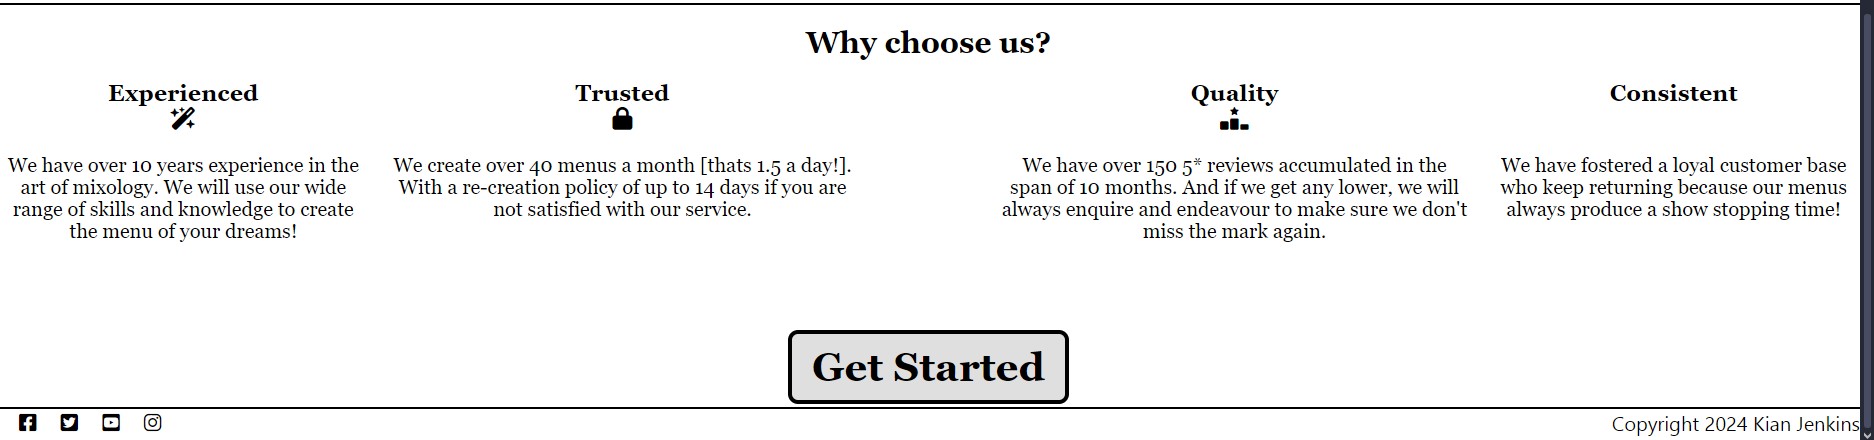 Why choose us?
Experienced
We have over 10 years experience in the
art of mixology. We will use our wide
range of skills and knowledge to create
the menu of your dreams!
Trusted
We create over 40 menus a month [thats 1.5 a day!].
With a re-creation policy of up to 14 days if you are
not satisfied with our service.
Quality
We have over 150 5* reviews accumulated in the
span of 10 months. And if we get any lower, we will
always enquire and endeavour to make sure we don't
miss the mark again.
Consistent
We have fostered a loyal customer base
who keep returning because our menus
always produce a show stopping time!
Get Started
Copyright 2024 Kian Jenkins